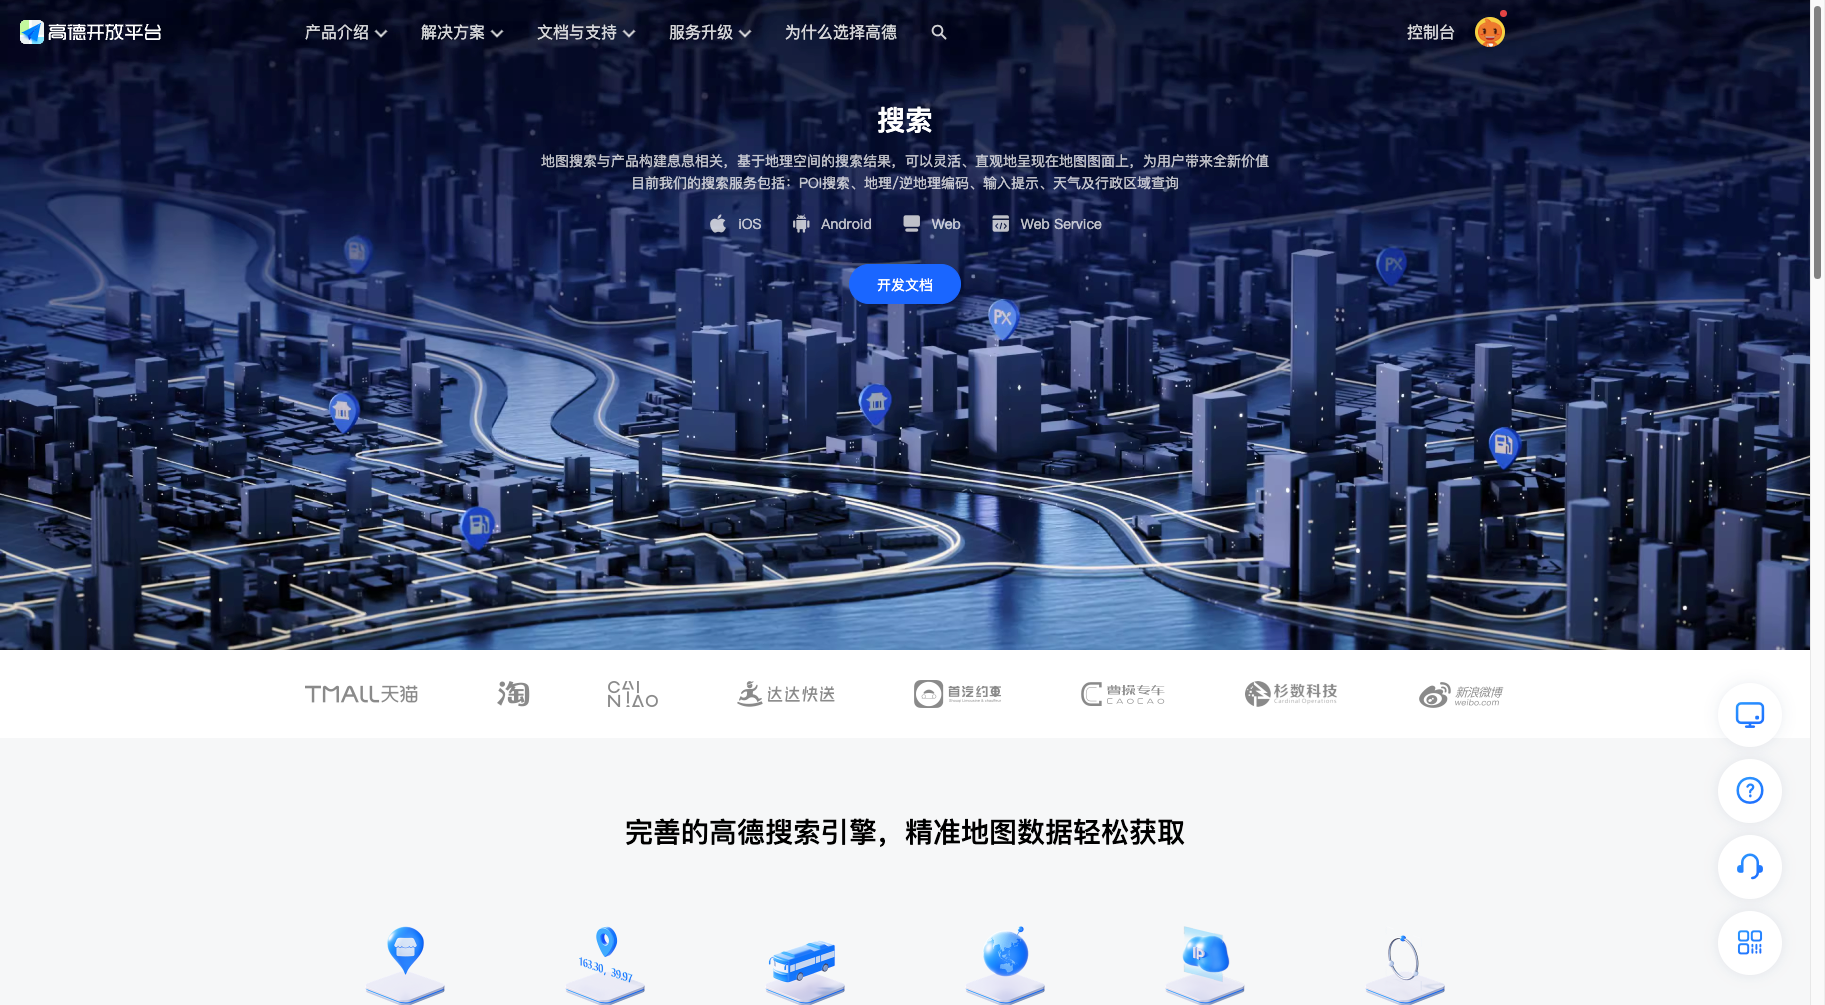 高德开放平台
产品介绍 解决方案 文档与支持 服务升级 为什么选择高德
控制台
搜索
地图搜索与产品构建息息相关，基于地理空间的搜索结果，可以灵活、直观地呈现在地图图面上，为用户带来全新价值
目前我们的搜索服务包括：POI搜索、地理/逆地理编码、输入提示、天气及行政区域查询
iOS Android Web Web Service
开发文档
PX
PX
TMALL天猫
淘
CAI
NIAO
达达快送
首汽约車
曹操专车
CAOCAO
杉数科技
Cardinal Operations
新浪微博
weibo.com
完善的高德搜索引擎，精准地图数据轻松获取
163.30, 39.97
IP